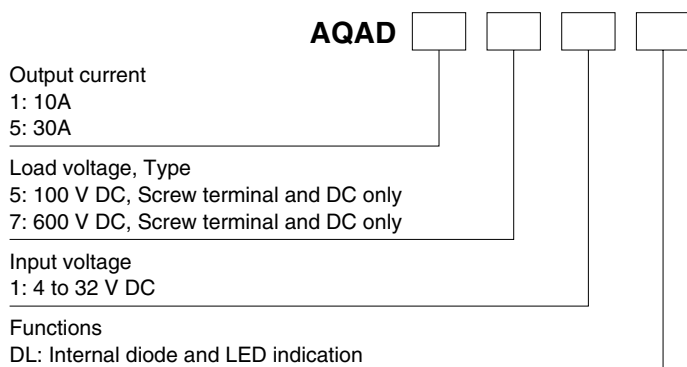 AQAD
Output current
1: 10A
5: 30A
Load voltage, Type
5: 100 V DC, Screw terminal and DC only
7: 600 V DC, Screw terminal and DC only
Input voltage
1: 4 to 32 V DC
Functions
DL: Internal diode and LED indication